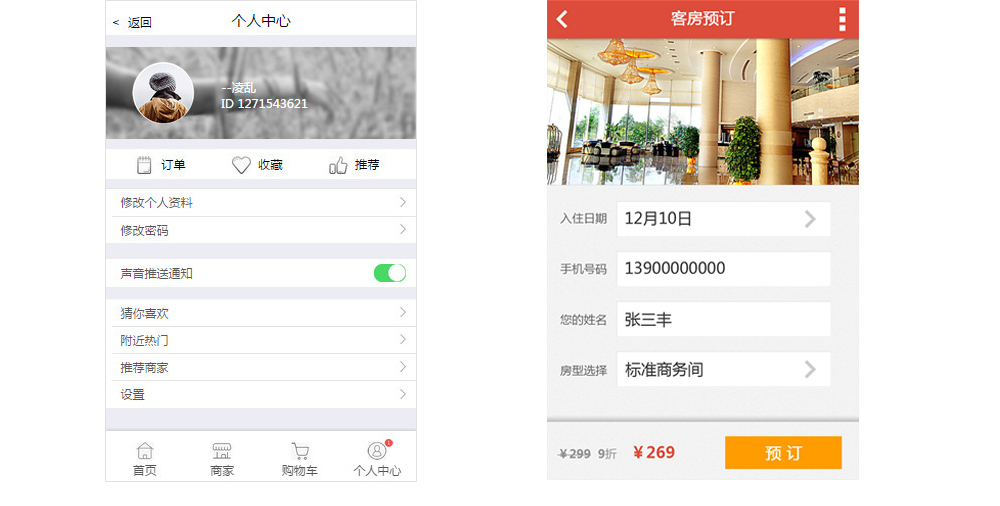 < 返回 个人中心
--凌乱
ID 1271543621
订单 收藏 推荐
修改个人资料
修改密码
声音推送通知
猜你喜欢
附近热门
推荐商家
设置
首页 商家 购物车 个人中心
客房预订
入住日期 12月10日
手机号码 13900000000
您的姓名 张三丰
房型选择 标准商务间
￥299 9折 ￥269 预 订